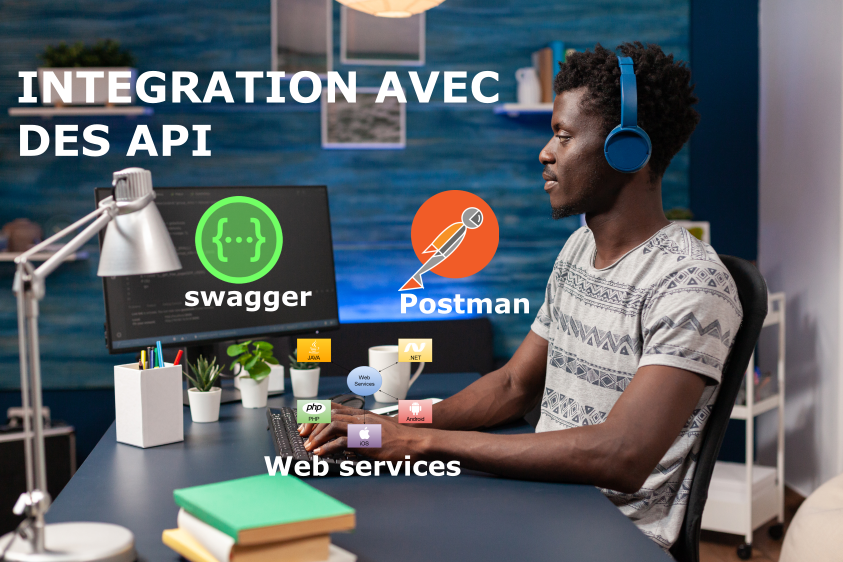 INTEGRATION AVEC
DES API
{...}
swagger
Postman
JAVA
.NET
Web
Services
php
PHP
Android
iOS
Web services